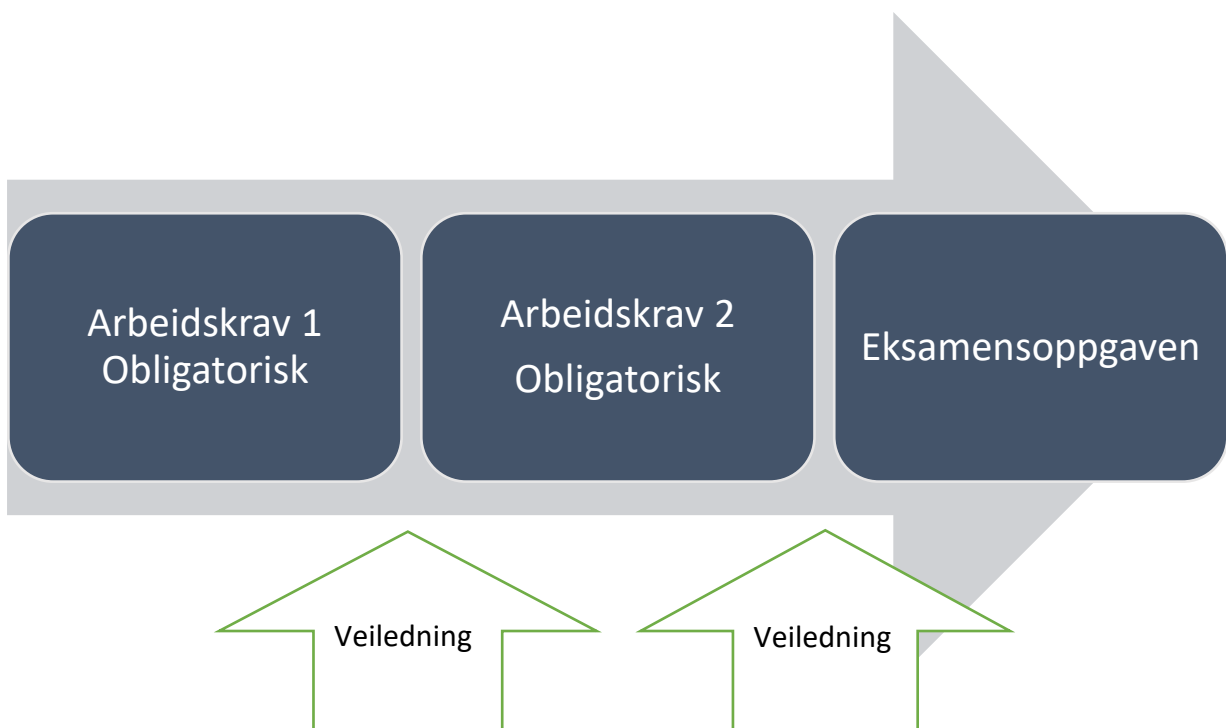 Arbeidskrav 1
Obligatorisk
Arbeidskrav 2
Obligatorisk
Eksamensoppgaven
Veiledning
Veiledning